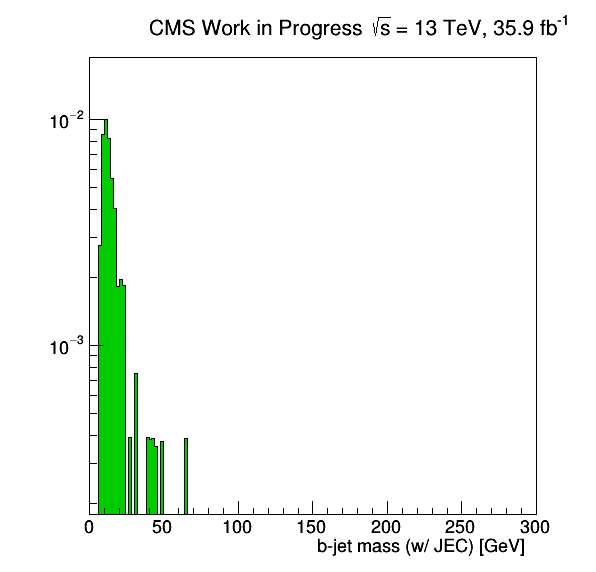 CMS Work in Progress √s = 13 TeV, 35.9 fb⁻¹
10⁻²
10⁻³
0 50 100 150 200 250 300
b-jet mass (w/ JEC) [GeV]